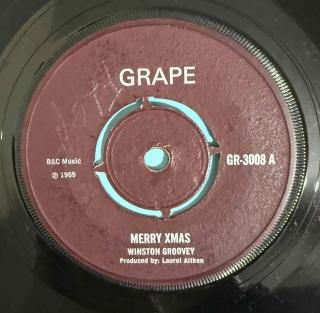 GRAPE
B&C Music
℗ 1969
GR-3008 A
MERRY XMAS
WINSTON GROOVEY
Produced by: Laurel Aitken